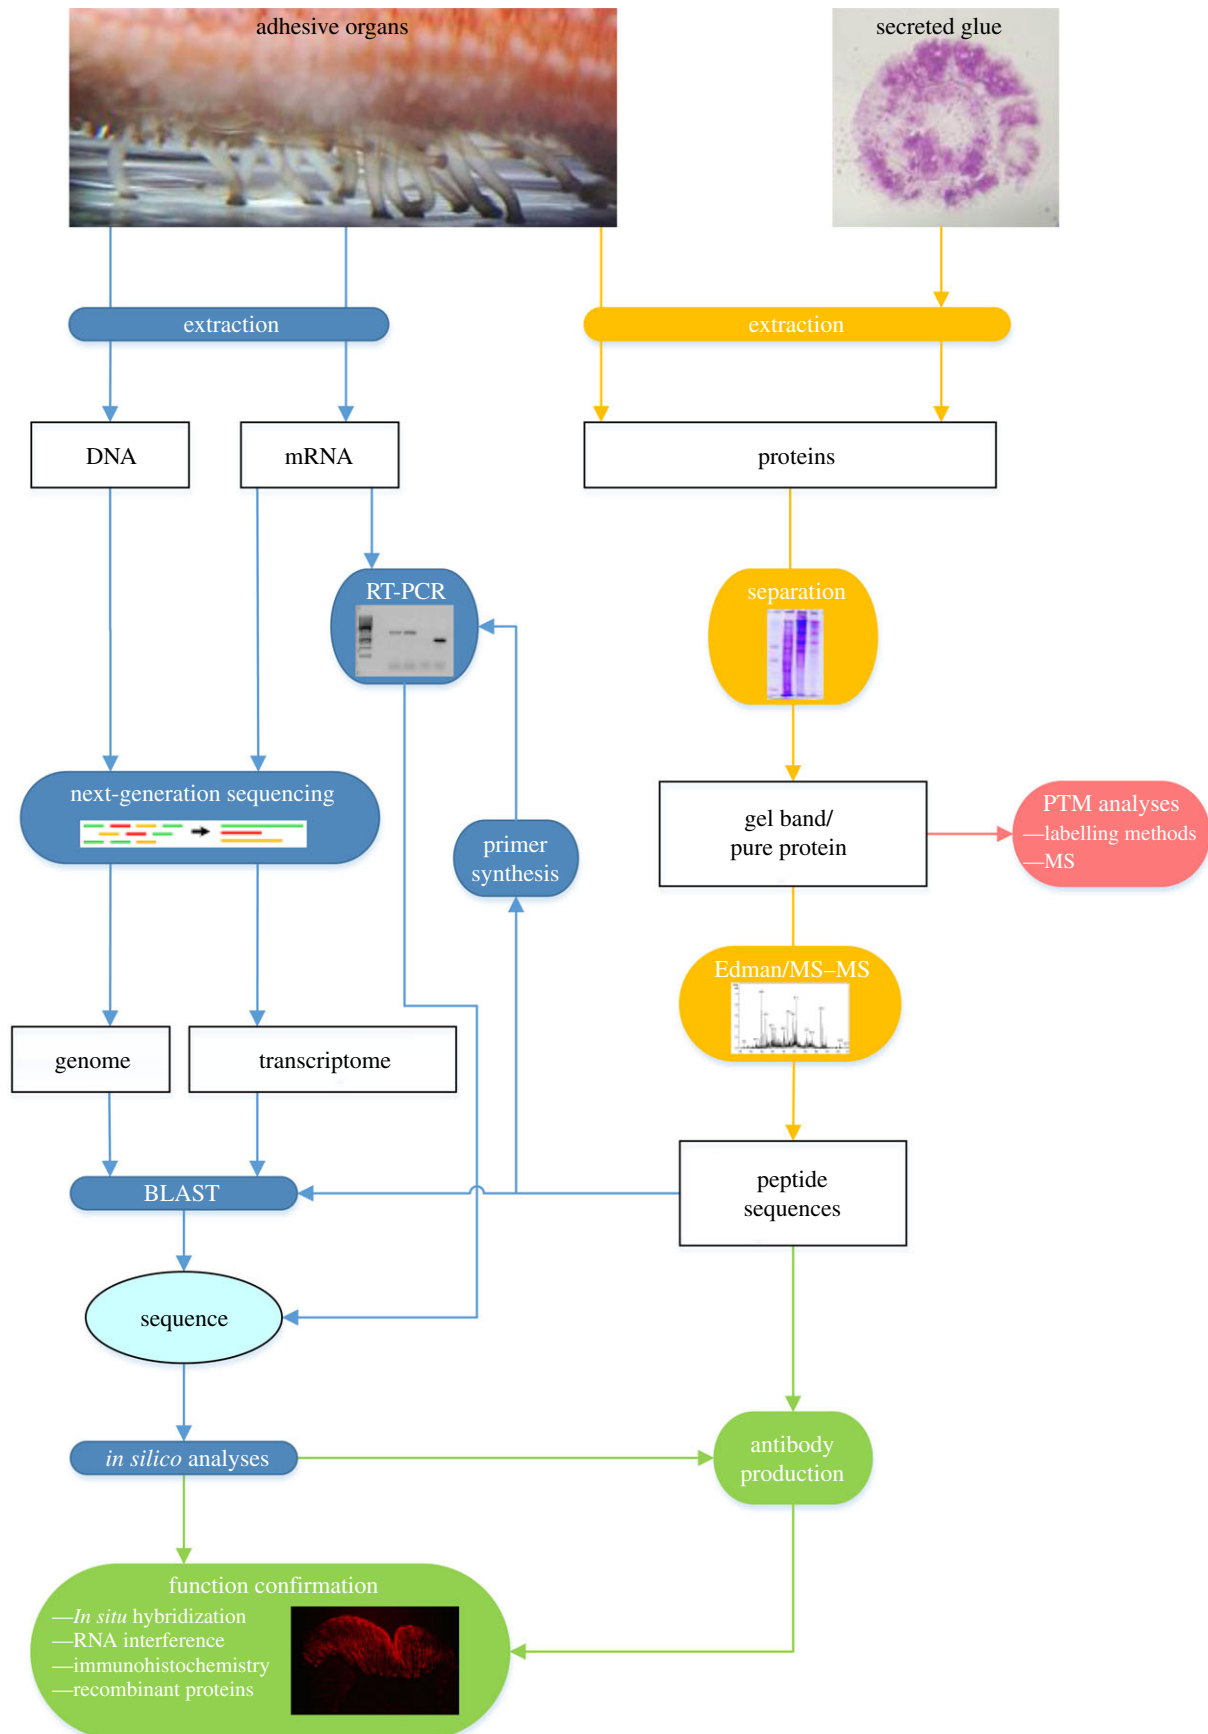 adhesive organs
secreted glue
extraction
extraction
DNA
mRNA
proteins
RT-PCR
separation
next-generation sequencing
primer
synthesis
gel band/
pure protein
PTM analyses
—labelling methods
—MS
Edman/MS–MS
genome
transcriptome
BLAST
peptide
sequences
sequence
in silico analyses
antibody
production
function confirmation
—In situ hybridization
—RNA interference
—immunohistochemistry
—recombinant proteins